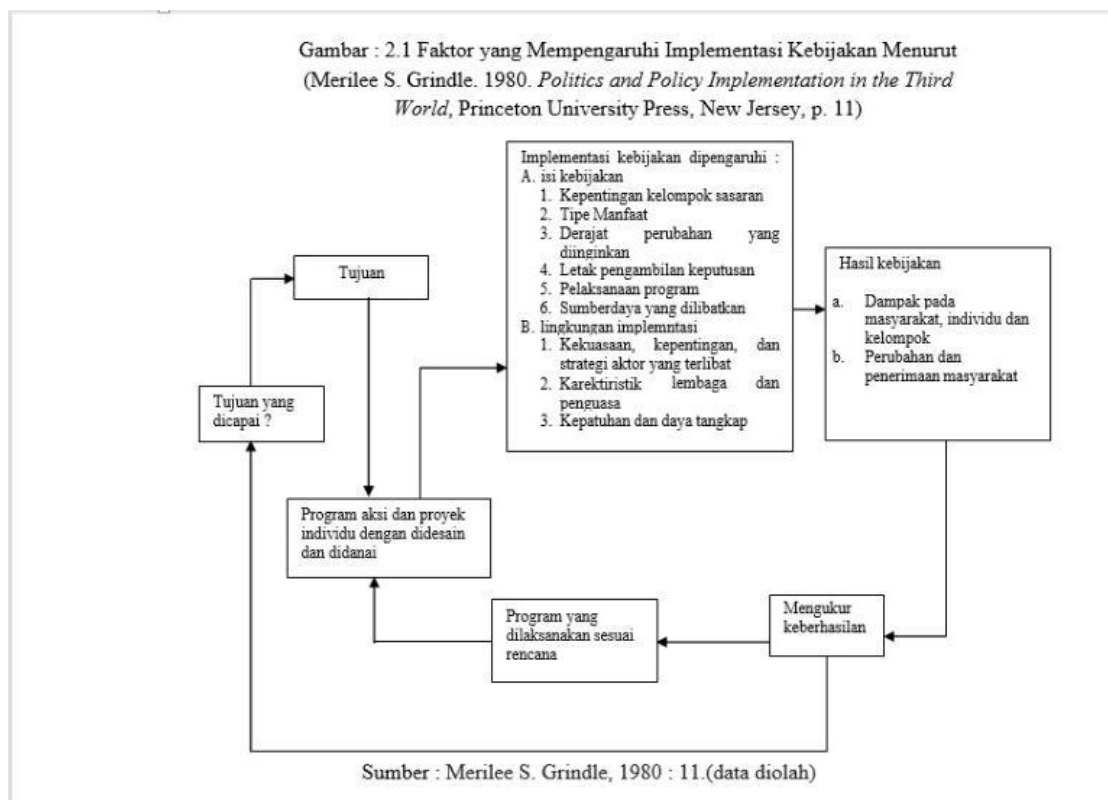 Gambar : 2.1 Faktor yang Mempengaruhi Implementasi Kebijakan Menurut
(Merilee S. Grindle. 1980. Politics and Policy Implementation in the Third
World, Princeton University Press, New Jersey, p. 11)
Implementasi kebijakan dipengaruhi :
A. isi kebijakan
1. Kepentingan kelompok sasaran
2. Tipe Manfaat
3. Derajat perubahan yang
diinginkan
4. Letak pengambilan keputusan
5. Pelaksanaan program
6. Sumberdaya yang dilibatkan
B. lingkungan implemntasi
1. Kekuasaan, kepentingan, dan
strategi aktor yang terlibat
2. Karektiristik lembaga dan
penguasa
3. Kepatuhan dan daya tangkap
Tujuan
Hasil kebijakan
a. Dampak pada
masyarakat, individu dan
kelompok
b. Perubahan dan
penerimaan masyarakat
Tujuan yang
dicapai ?
Program aksi dan proyek
individu dengan didesain
dan didanai
Program yang
dilaksanakan sesuai
rencana
Mengukur
keberhasilan
Sumber : Merilee S. Grindle, 1980 : 11.(data diolah)